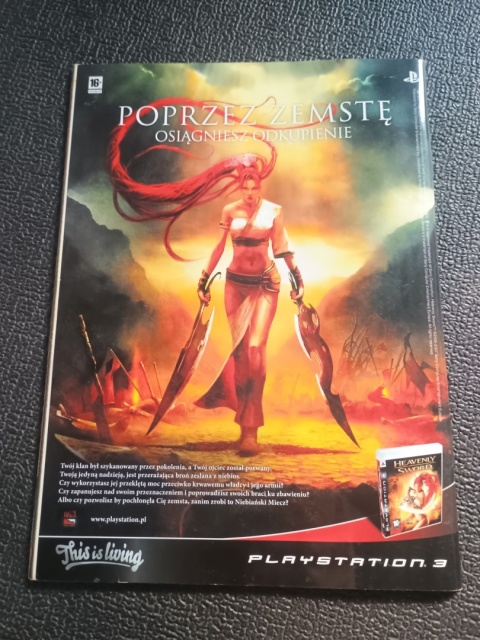 16+
POPRZEZ ZEMSTĘ
OSIĄGNIESZ ODKUPIENIE
Twój klan był szykanowany przez pokolenia, a Twój ojciec został pozwany.
Twoją jedyną nadzieją, jest przerażająca broń zesłana z niebios.
Czy wykorzystasz jej przeklętą moc przeciwko krwawemu władcy i jego armii?
Czy zapanujesz nad swoim przeznaczeniem i poprowadzisz swoich braci ku zbawieniu?
Albo czy pozwolisz by pochłonęła Cię zemsta, zanim zrobi to Niebiański Miecz?
www.playstation.pl
HEAVENLY
SWORD
This is living
PLAYSTATION 3